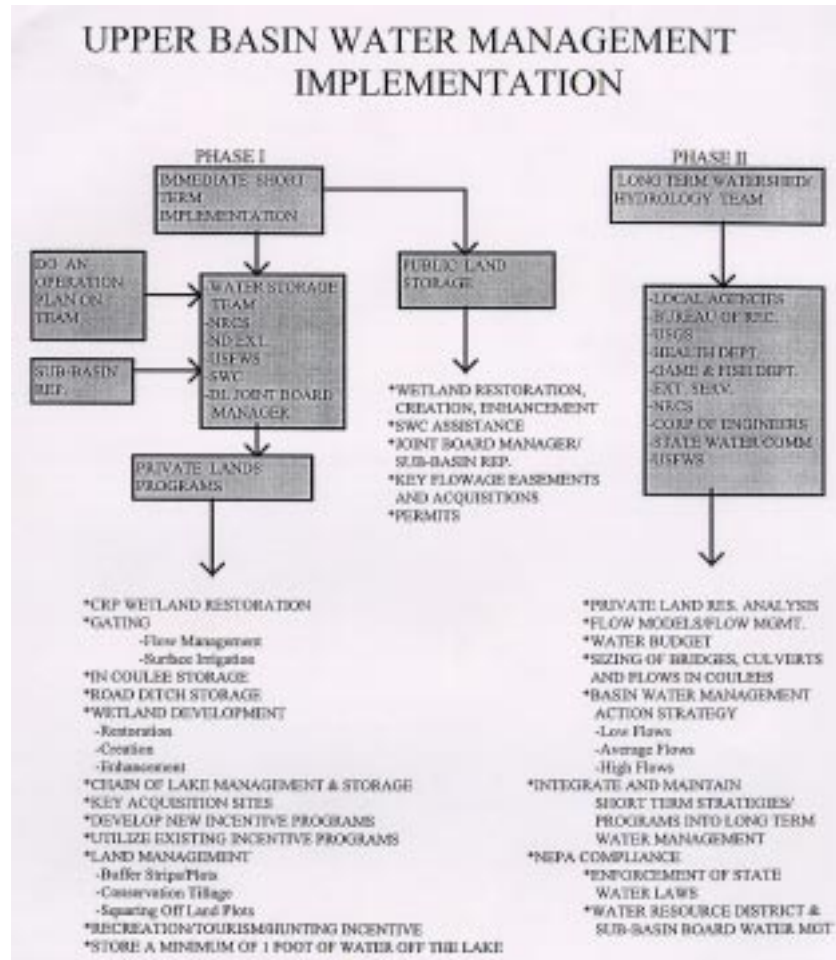 UPPER BASIN WATER MANAGEMENT
IMPLEMENTATION
PHASE I
IMMEDIATE SHORT
TERM
IMPLEMENTATION
DO AN
OPERATION
PLAN ON
TEAM
SUB-BASIN
REP.
-WATER STORAGE
TEAM
-NRCS
-ND EXT.
-USFWS
-SWC
-DL JOINT BOARD
MANAGER
PRIVATE LANDS
PROGRAMS
*CRP WETLAND RESTORATION
*GATING
-Flow Management
-Surface Irrigation
*IN COULEE STORAGE
*ROAD DITCH STORAGE
*WETLAND DEVELOPMENT
-Restoration
-Creation
-Enhancement
*CHAIN OF LAKE MANAGEMENT & STORAGE
*KEY ACQUISITION SITES
*DEVELOP NEW INCENTIVE PROGRAMS
*UTILIZE EXISTING INCENTIVE PROGRAMS
*LAND MANAGEMENT
-Buffer Strips/Plots
-Conservation Tillage
-Squaring Off Land Plots
*RECREATION/TOURISM/HUNTING INCENTIVE
*STORE A MINIMUM OF 1 FOOT OF WATER OFF THE LAKE
PUBLIC LAND
STORAGE
*WETLAND RESTORATION,
CREATION, ENHANCEMENT
*SWC ASSISTANCE
*JOINT BOARD MANAGER/
SUB-BASIN REP.
*KEY FLOWAGE EASEMENTS
AND ACQUISITIONS
*PERMITS
PHASE II
LONG TERM WATERSHED/
HYDROLOGY TEAM
-LOCAL AGENCIES
-BUREAU OF REC.
-USGS
-HEALTH DEPT.
-GAME & FISH DEPT.
-EXT. SERV.
-NRCS
-CORP OF ENGINEERS
-STATE WATER COMM
-USFWS
*PRIVATE LAND RES. ANALYSIS
*FLOW MODELS/FLOW MGMT.
*WATER BUDGET
*SIZING OF BRIDGES, CULVERTS
AND FLOWS IN COULEES
*BASIN WATER MANAGEMENT
ACTION STRATEGY
-Low Flows
-Average Flows
-High Flows
*INTEGRATE AND MAINTAIN
SHORT TERM STRATEGIES/
PROGRAMS INTO LONG TERM
WATER MANAGEMENT
*NEPA COMPLIANCE
*ENFORCEMENT OF STATE
WATER LAWS
*WATER RESOURCE DISTRICT &
SUB-BASIN BOARD WATER MGT